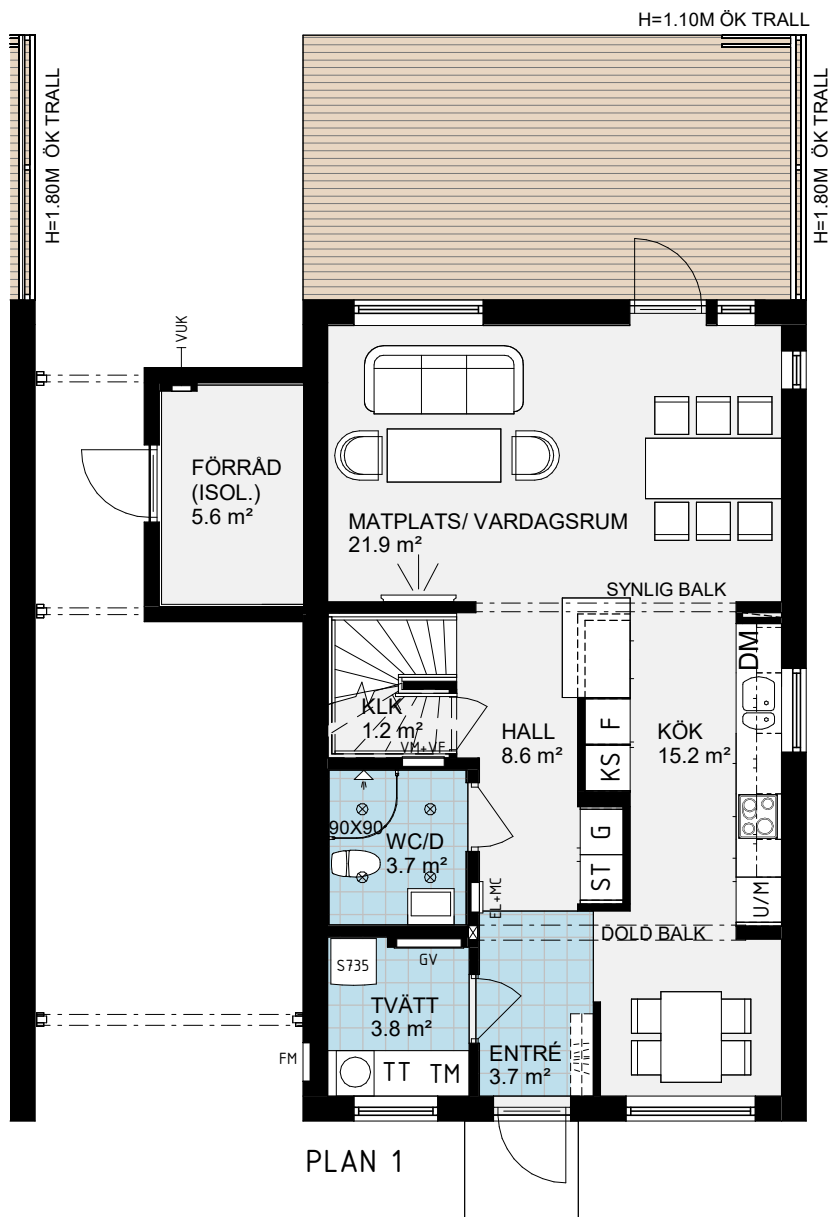 H=1.10M ÖK TRALL
H=1.80M ÖK TRALL
H=1.80M ÖK TRALL
VUK
FÖRRÅD
(ISOL.)
5.6 m²
MATPLATS/ VARDAGSRUM
21.9 m²
SYNLIG BALK
DM
KLK
1.2 m²
VM+VF
HALL
8.6 m²
F
KS
KÖK
15.2 m²
90X90
WC/D
3.7 m²
G
ST
EL+MC
U/M
DOLD BALK
GV
S735
TVÄTT
3.8 m²
FM
TT
TM
ENTRÉ
3.7 m²
PLAN 1